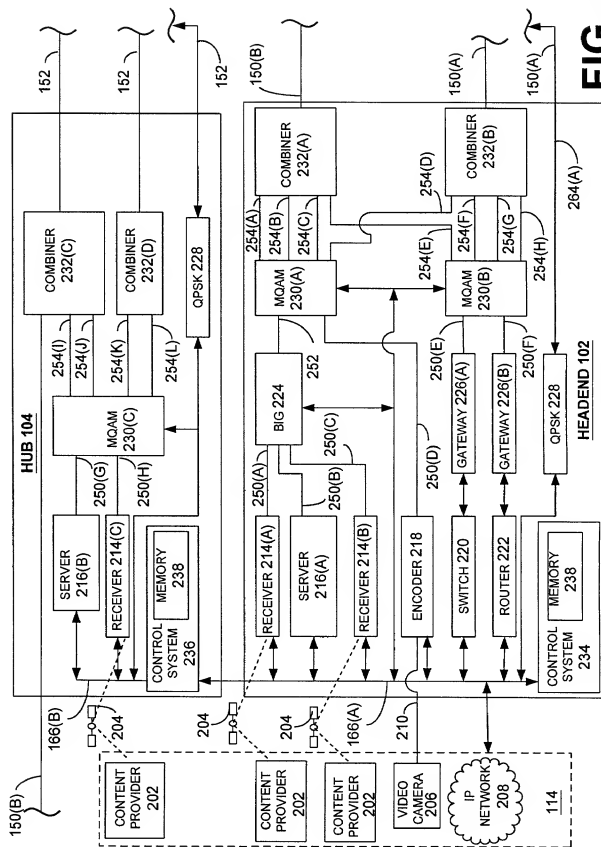 HUB 104
COMBINER
232(C)
COMBINER
232(D)
QPSK 228
152
152
152
254(I)
254(J)
254(K)
254(L)
MQAM
230(C)
250(G)
250(H)
SERVER
216(B)
RECEIVER 214(C)
CONTROL
SYSTEM
236
MEMORY
238
166(B)
150(B)
204
204
204
CONTENT
PROVIDER
202
CONTENT
PROVIDER
202
CONTENT
PROVIDER
202
VIDEO
CAMERA
206
IP
NETWORK
208
114
210
166(A)
RECEIVER 214(A)
SERVER
216(A)
RECEIVER 214(B)
ENCODER 218
SWITCH 220
ROUTER 222
CONTROL
SYSTEM
234
MEMORY
238
250(A)
250(B)
250(C)
250(D)
BIG 224
252
GATEWAY 226(A)
GATEWAY 226(B)
250(E)
250(F)
MQAM
230(A)
MQAM
230(B)
254(A)
254(B)
254(C)
254(D)
254(E)
254(F)
254(G)
254(H)
COMBINER
232(A)
COMBINER
232(B)
150(B)
150(A)
150(A)
264(A)
QPSK 228
HEADEND 102
FIG